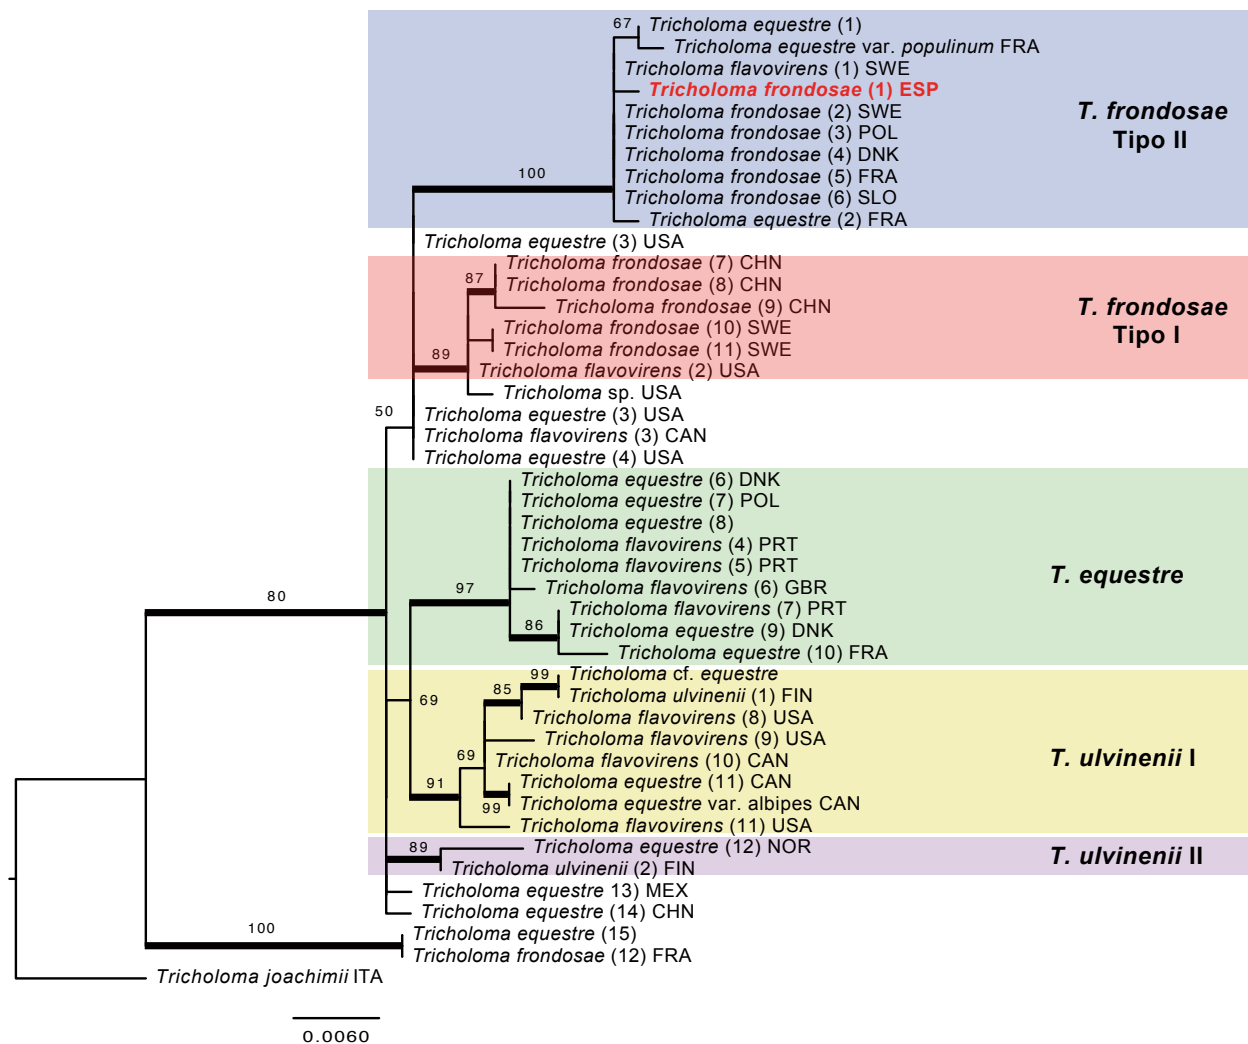 67
Tricholoma equestre (1)
Tricholoma equestre var. populinum FRA
Tricholoma flavovirens (1) SWE
Tricholoma frondosae (1) ESP
Tricholoma frondosae (2) SWE
Tricholoma frondosae (3) POL
Tricholoma frondosae (4) DNK
100
Tricholoma frondosae (5) FRA
Tricholoma frondosae (6) SLO
Tricholoma equestre (2) FRA
T. frondosae
Tipo II
Tricholoma equestre (3) USA
Tricholoma frondosae (7) CHN
87
Tricholoma frondosae (8) CHN
Tricholoma frondosae (9) CHN
Tricholoma frondosae (10) SWE
89
Tricholoma frondosae (11) SWE
Tricholoma flavovirens (2) USA
T. frondosae
Tipo I
Tricholoma sp. USA
50
Tricholoma equestre (3) USA
Tricholoma flavovirens (3) CAN
Tricholoma equestre (4) USA
Tricholoma equestre (6) DNK
Tricholoma equestre (7) POL
Tricholoma equestre (8)
Tricholoma flavovirens (4) PRT
Tricholoma flavovirens (5) PRT
80
97
Tricholoma flavovirens (6) GBR
Tricholoma flavovirens (7) PRT
86
Tricholoma equestre (9) DNK
Tricholoma equestre (10) FRA
T. equestre
99
Tricholoma cf. equestre
85
Tricholoma ulvinenii (1) FIN
69
Tricholoma flavovirens (8) USA
Tricholoma flavovirens (9) USA
69
Tricholoma flavovirens (10) CAN
91
Tricholoma equestre (11) CAN
99
Tricholoma equestre var. albipes CAN
Tricholoma flavovirens (11) USA
T. ulvinenii I
89
Tricholoma equestre (12) NOR
Tricholoma ulvinenii (2) FIN
T. ulvinenii II
Tricholoma equestre 13) MEX
Tricholoma equestre (14) CHN
100
Tricholoma equestre (15)
Tricholoma frondosae (12) FRA
Tricholoma joachimii ITA
0.0060